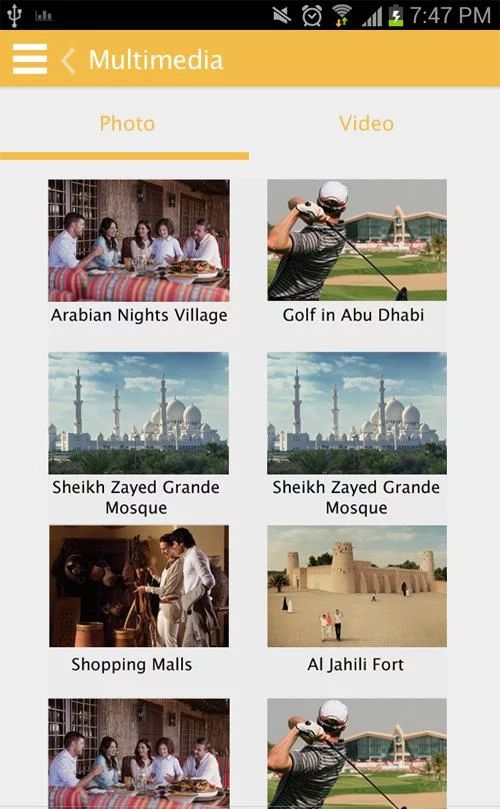 7:47 PM
Multimedia
Photo Video
Arabian Nights Village Golf in Abu Dhabi
Sheikh Zayed Grande Sheikh Zayed Grande
Mosque Mosque
Shopping Malls Al Jahili Fort